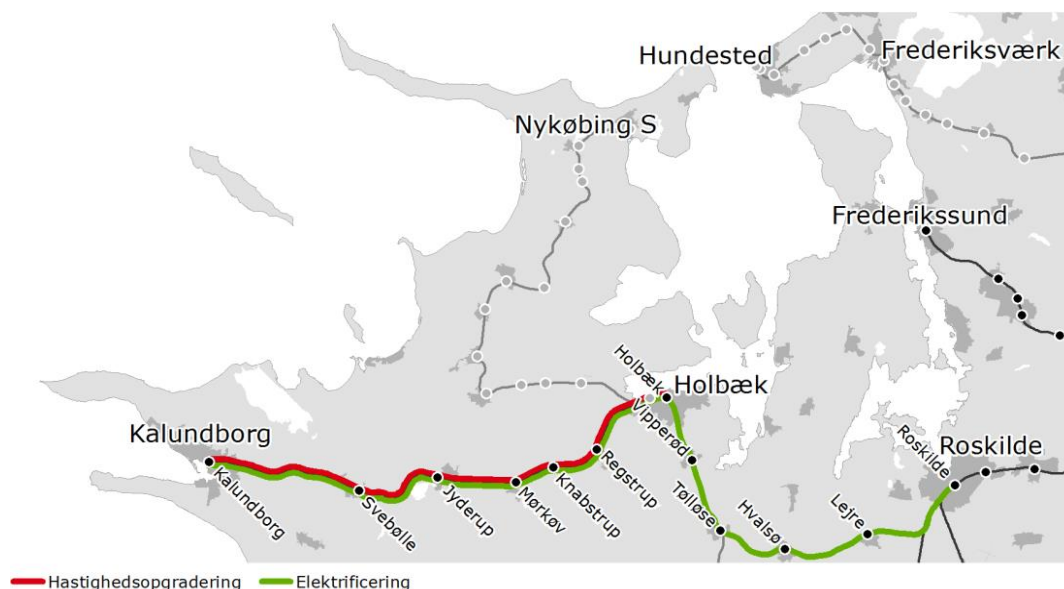 Hundested
Frederiksværk
Nykøbing S
Frederikssund
Holbæk
Holbæk
Vipperød
Kalundborg
Kalundborg
Svebølle
Jyderup
Mørkøv
Knabstrup
Regstrup
Tølløse
Hvalsø
Lejre
Roskilde
Roskilde
Hastighedsopgradering
Elektrificering